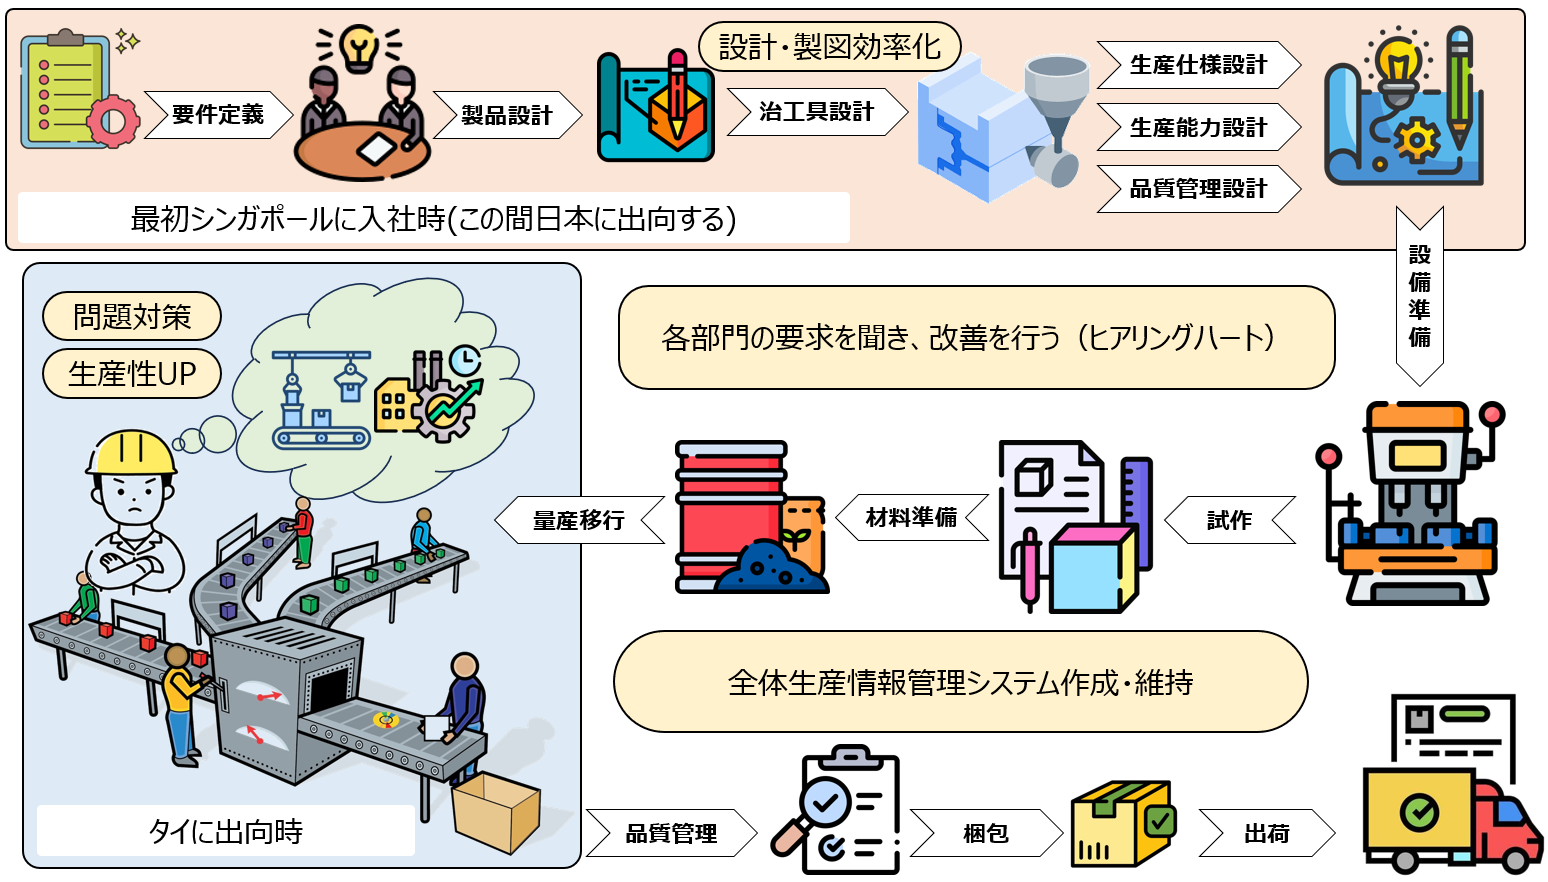 設計・製図効率化
要件定義
製品設計
治工具設計
生産仕様設計
生産能力設計
品質管理設計
最初シンガポールに入社時(この間日本に出向する)
設備準備
問題対策
生産性UP
各部門の要求を聞き、改善を行う（ヒアリングハート）
量産移行
材料準備
試作
全体生産情報管理システム作成・維持
タイに出向時
品質管理
梱包
出荷